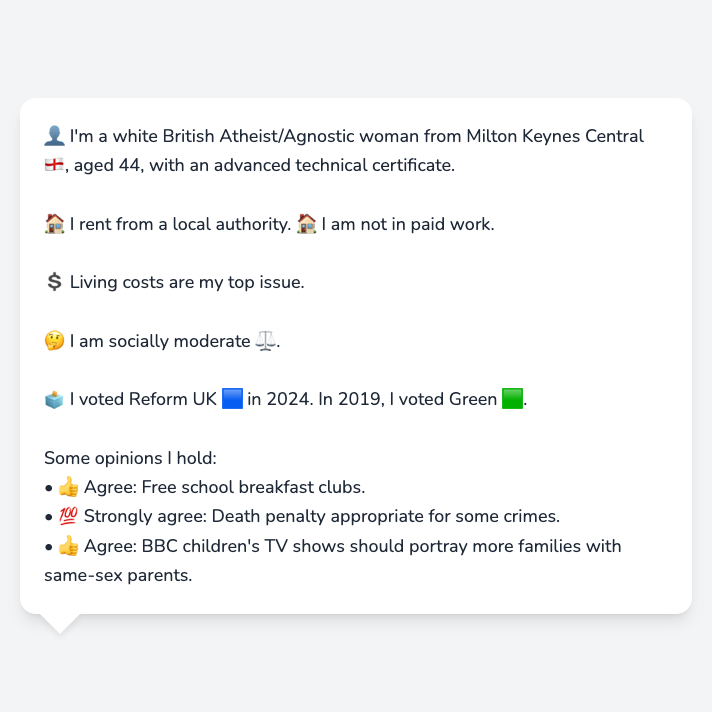 👤 I'm a white British Atheist/Agnostic woman from Milton Keynes Central
🏴󠁧󠁢󠁥󠁮󠁧󠁿, aged 44, with an advanced technical certificate.
🏠 I rent from a local authority. 🏠 I am not in paid work.
💲 Living costs are my top issue.
🤔 I am socially moderate ⚖️.
🗳️ I voted Reform UK 🟦 in 2024. In 2019, I voted Green 🟩.
Some opinions I hold:
• 👍 Agree: Free school breakfast clubs.
• 💯 Strongly agree: Death penalty appropriate for some crimes.
• 👍 Agree: BBC children's TV shows should portray more families with
same-sex parents.